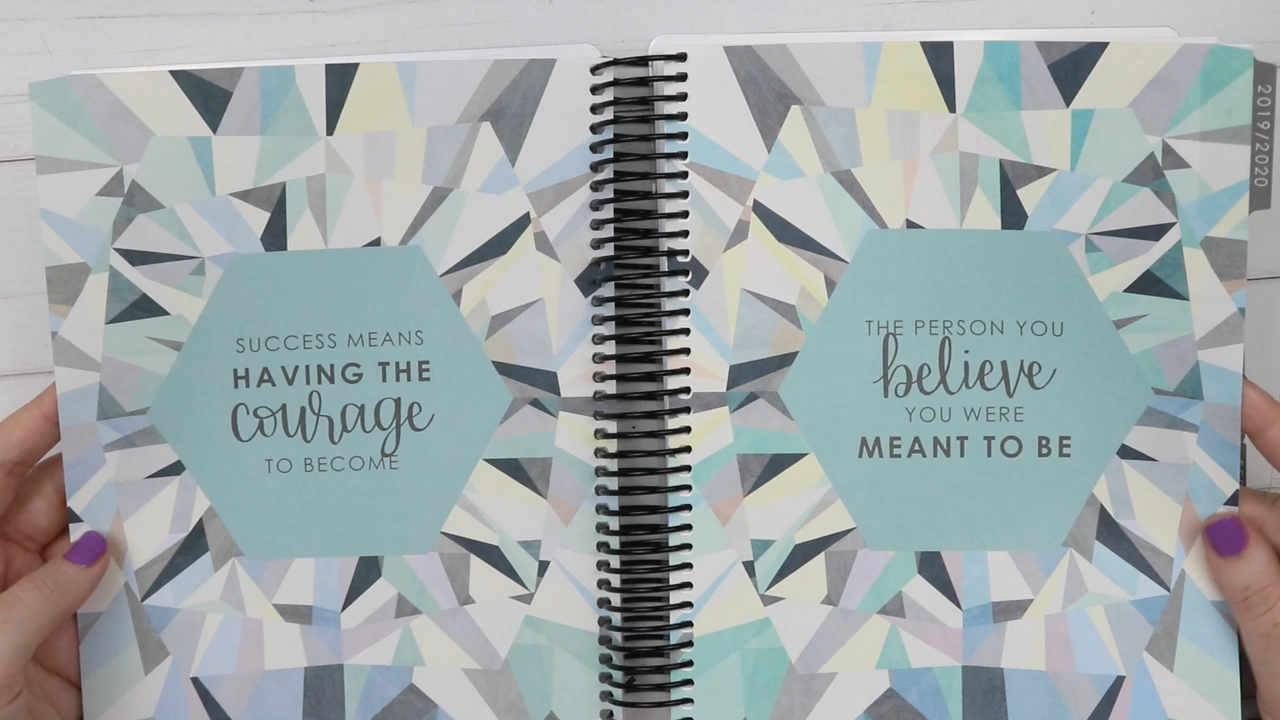 SUCCESS MEANS
HAVING THE
courage
TO BECOME
THE PERSON YOU
believe
YOU WERE
MEANT TO BE
2019/2020